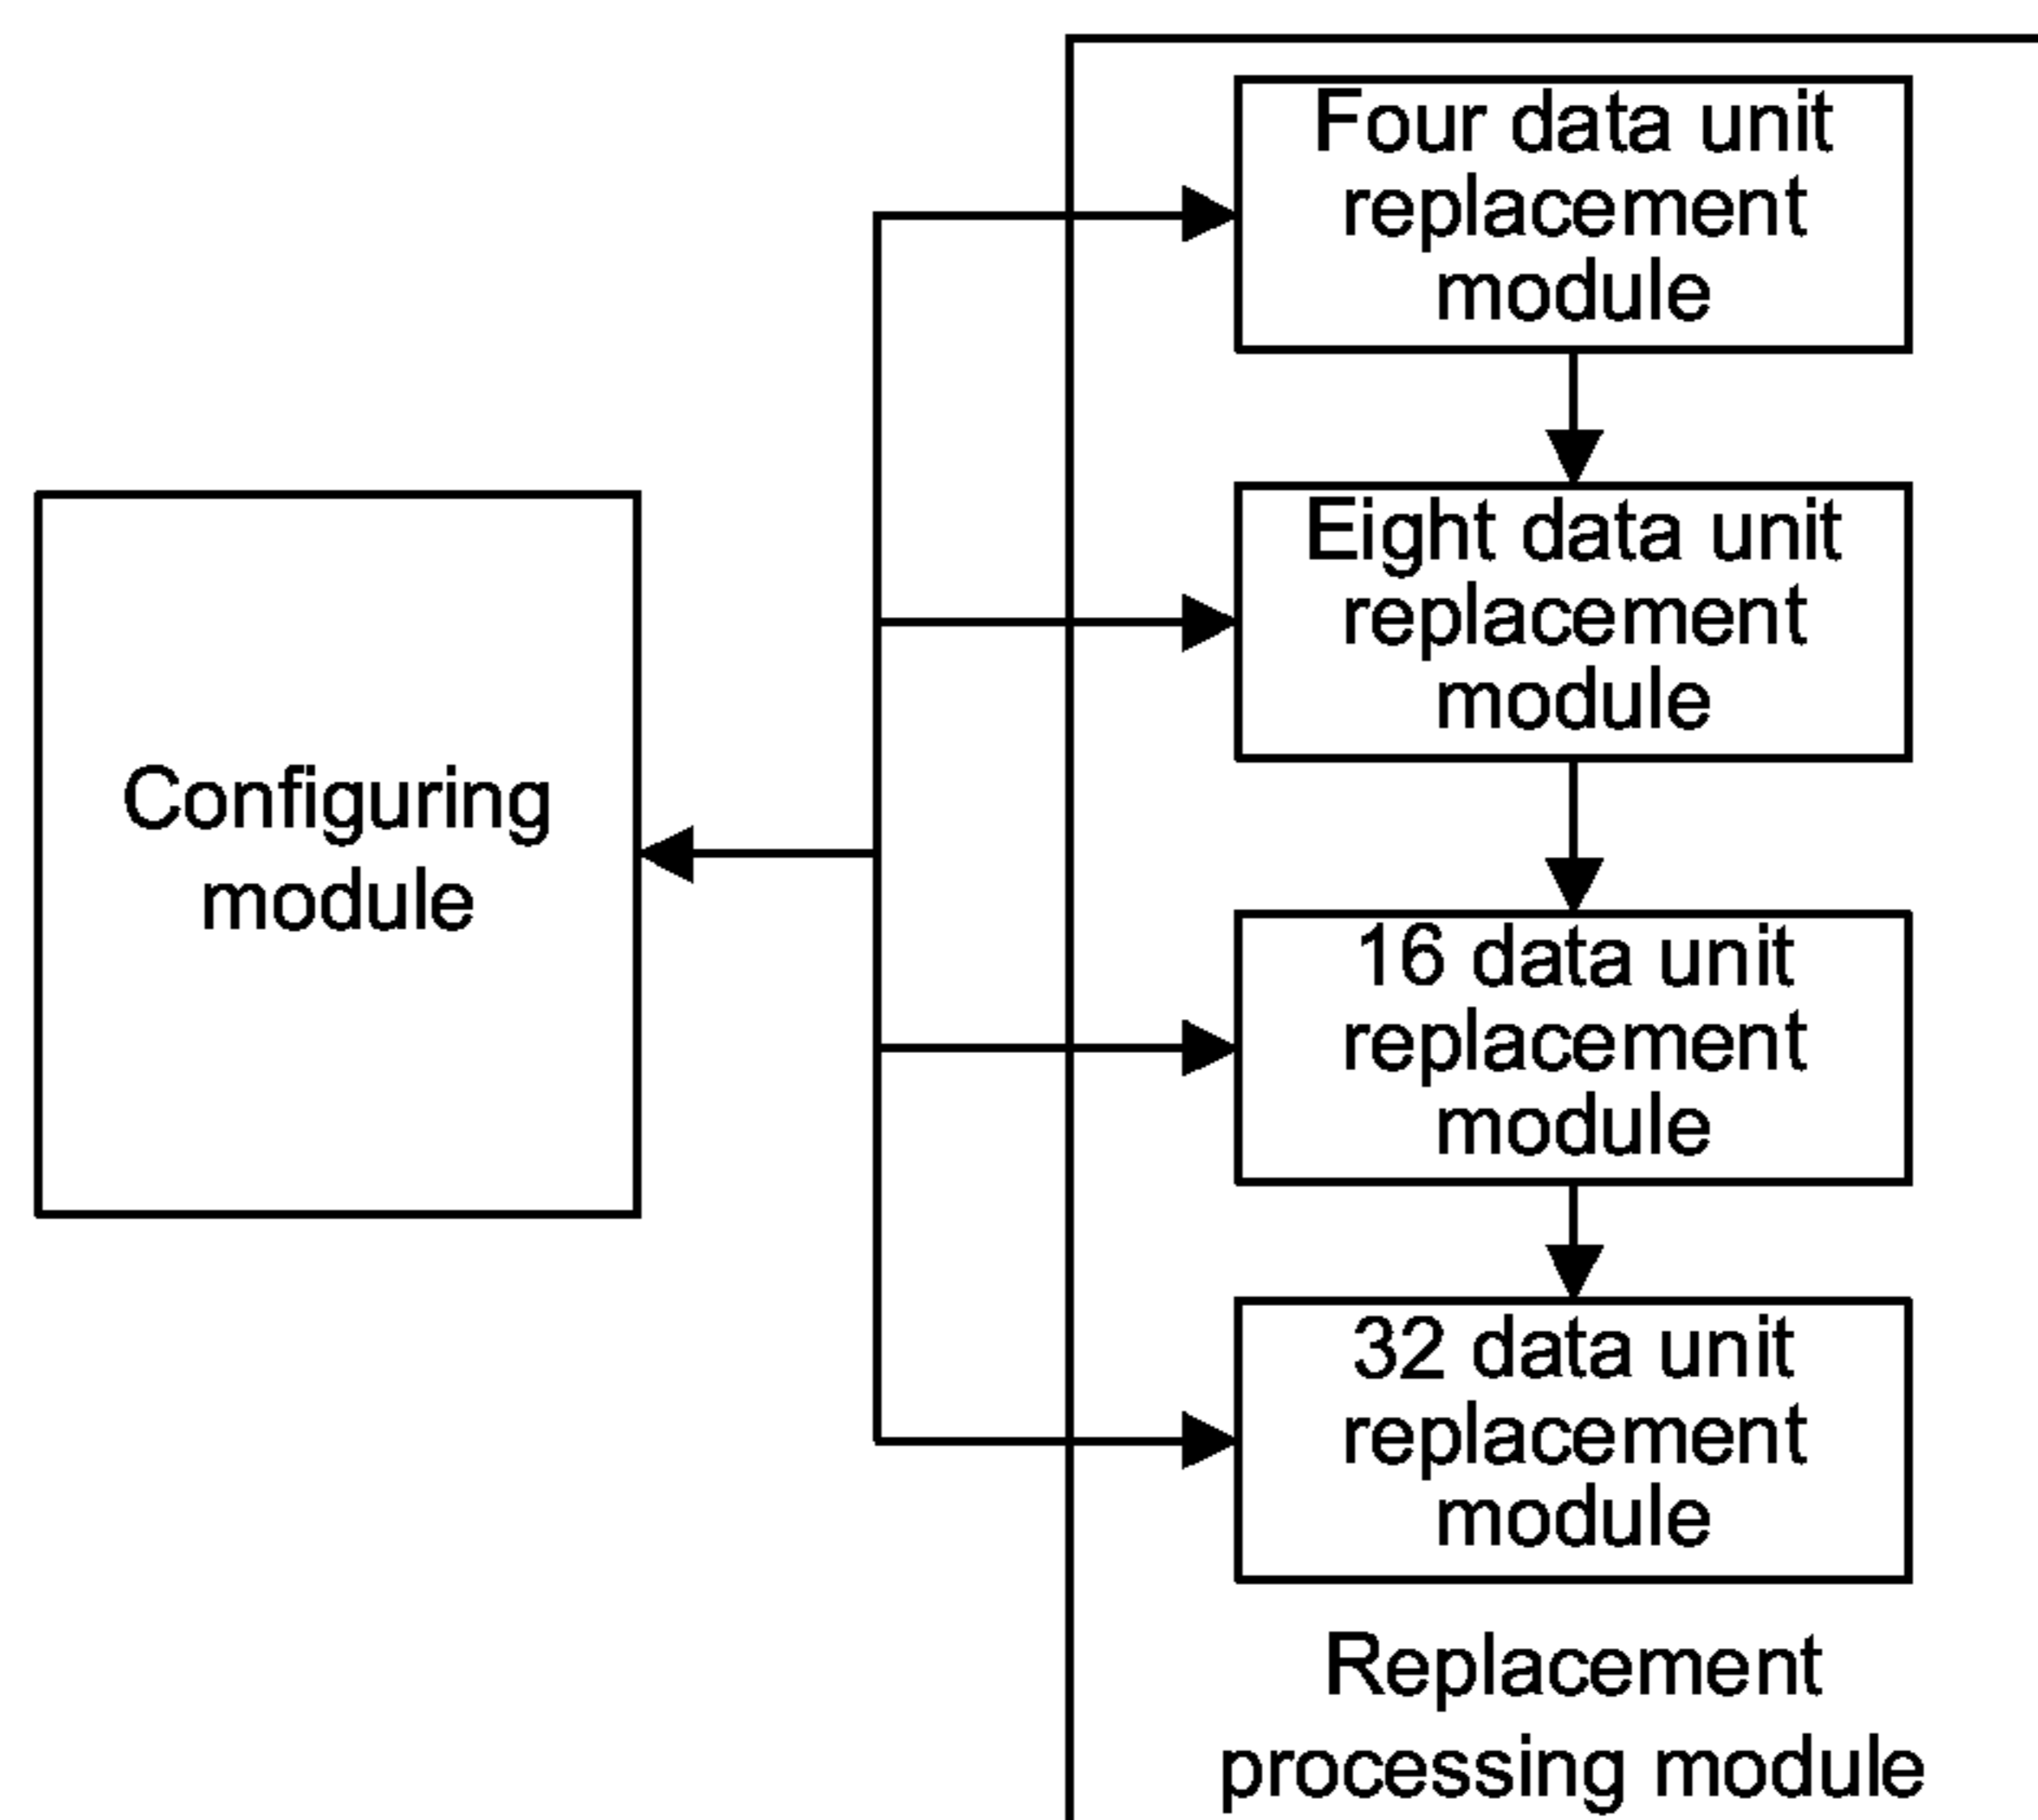 Four data unit
replacement
module
Eight data unit
replacement
module
Configuring
module
16 data unit
replacement
module
32 data unit
replacement
module
Replacement
processing module